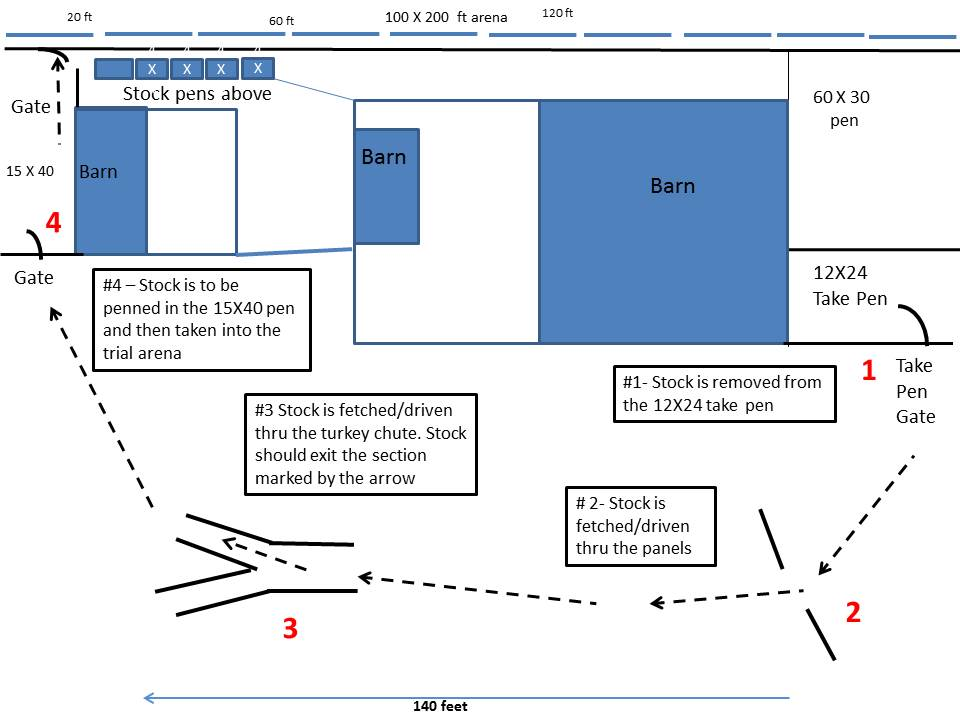 20 ft
60 ft
100 X 200 ft arena
120 ft
X X X X
Stock pens above
Gate
15 X 40
Barn
Barn
Barn
60 X 30
pen
4
Gate
12X24
Take Pen
#4 – Stock is to be
penned in the 15X40 pen
and then taken into the
trial arena
1
Take
Pen
Gate
#1- Stock is removed from
the 12X24 take pen
#3 Stock is fetched/driven
thru the turkey chute. Stock
should exit the section
marked by the arrow
# 2- Stock is
fetched/driven
thru the panels
2
3
140 feet